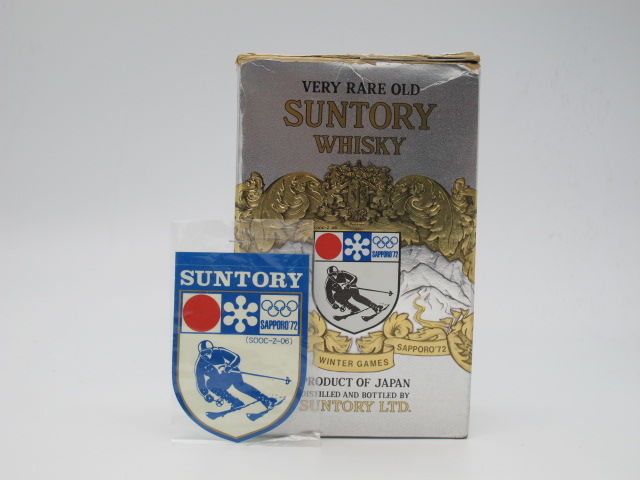 VERY RARE OLD
SUNTORY
WHISKY
SAPPORO'72
WINTER GAMES
SAPPORO'72
PRODUCT OF JAPAN
DISTILLED AND BOTTLED BY
SUNTORY LTD.
SUNTORY
SAPPORO'72
(SOOC-Z-06)